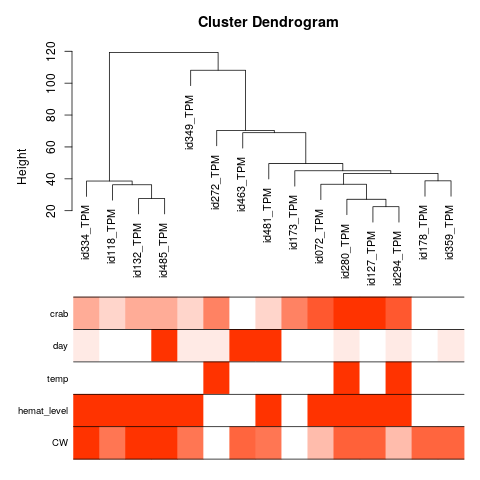 Cluster Dendrogram
Height
20
40
60
80
100
120
id334_TPM
id118_TPM
id132_TPM
id485_TPM
id349_TPM
id272_TPM
id463_TPM
id481_TPM
id173_TPM
id072_TPM
id280_TPM
id127_TPM
id294_TPM
id178_TPM
id359_TPM
crab
day
temp
hemat_level
CW